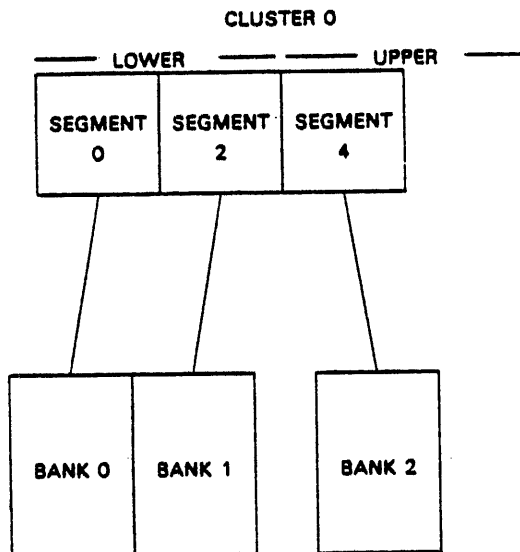 CLUSTER 0
LOWER UPPER
SEGMENT 0 SEGMENT 2 SEGMENT 4
BANK 0 BANK 1 BANK 2